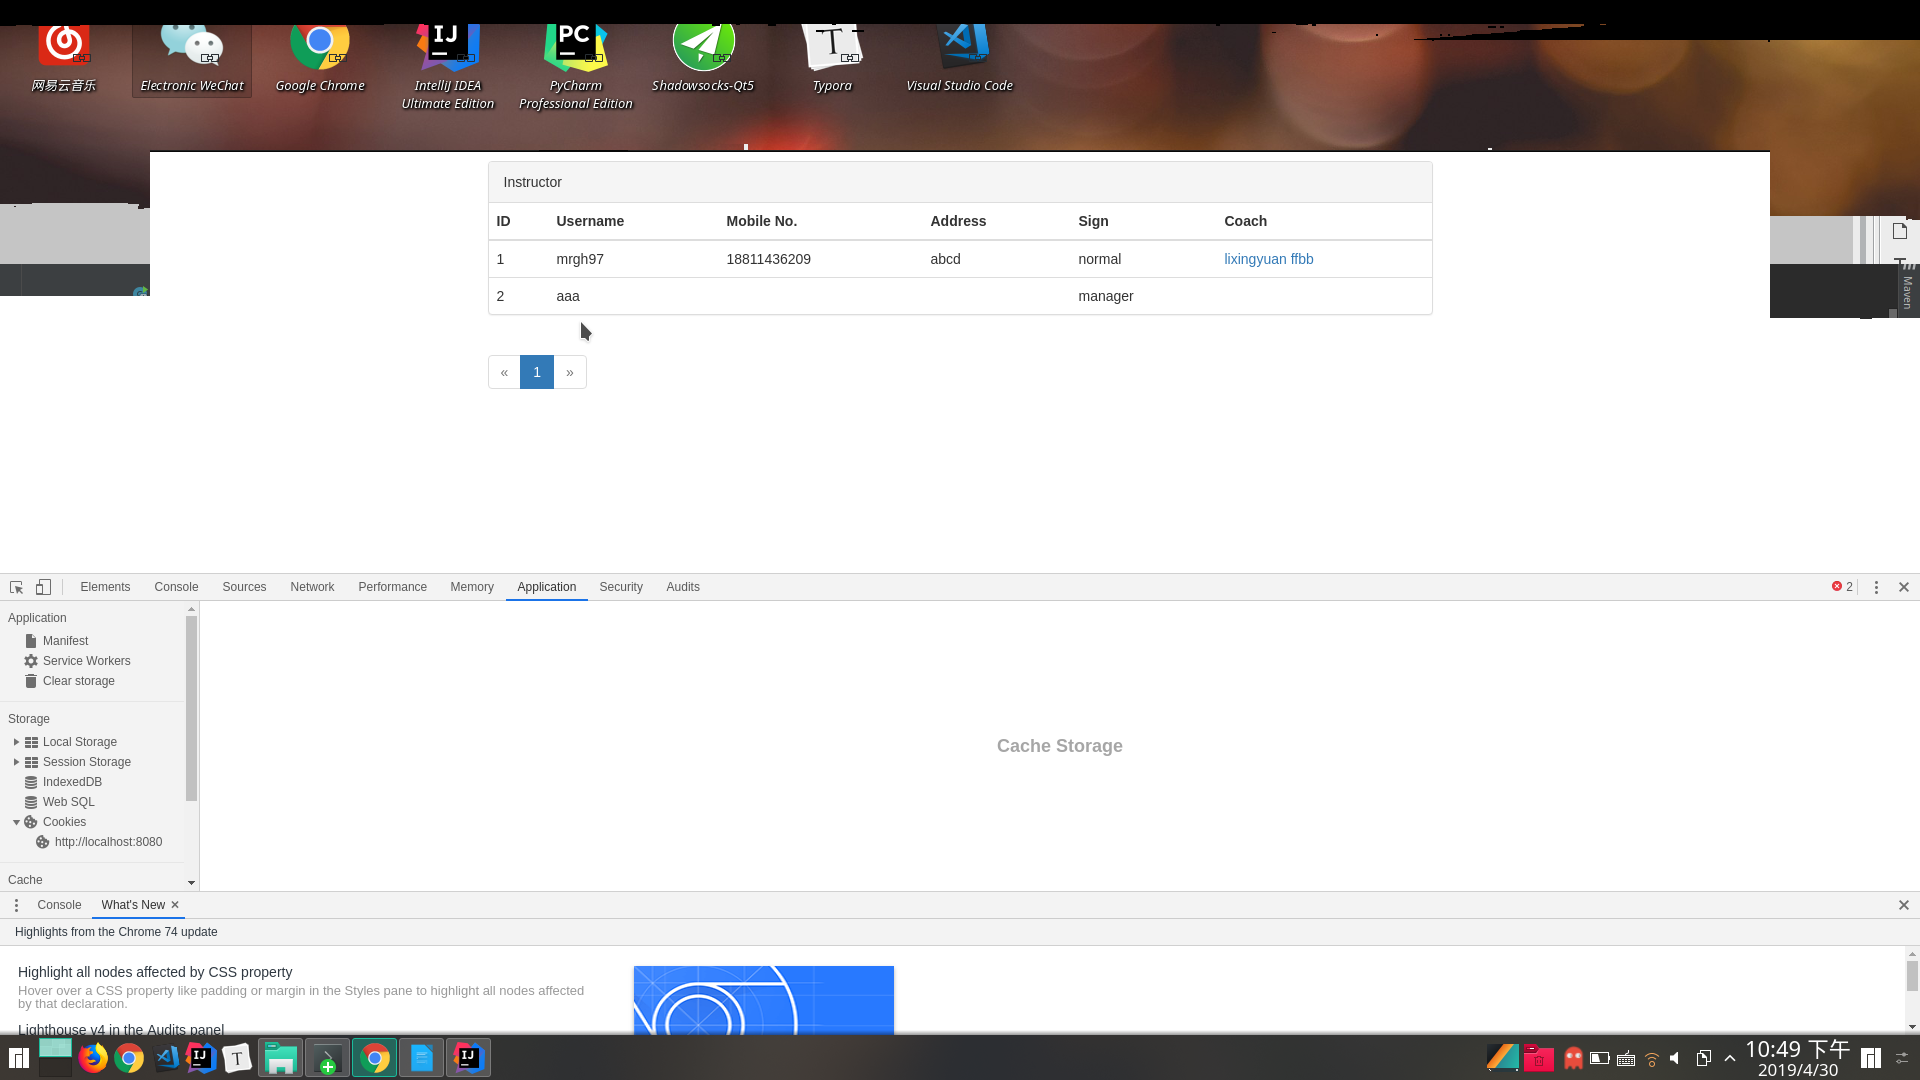 网易云音乐
Electronic WeChat
Google Chrome
IntelliJ IDEA
Ultimate Edition
PyCharm
Professional Edition
Shadowsocks-Qt5
Typora
Visual Studio Code
IJ
PC
T
Maven
Instructor
ID Username Mobile No. Address Sign Coach
1 mrgh97 18811436209 abcd normal lixingyuan ffbb
2 aaa manager
« 1 »
Elements Console Sources Network Performance Memory Application Security Audits 2
Application
Manifest
Service Workers
Clear storage
Storage
Local Storage
Session Storage
IndexedDB
Web SQL
Cookies
http://localhost:8080
Cache
Cache Storage
Console What's New ×
Highlights from the Chrome 74 update
Highlight all nodes affected by CSS property
Hover over a CSS property like padding or margin in the Styles pane to highlight all nodes affected
by that declaration.
Lighthouse v4 in the Audits panel
IJ T IJ
10:49 下午
2019/4/30